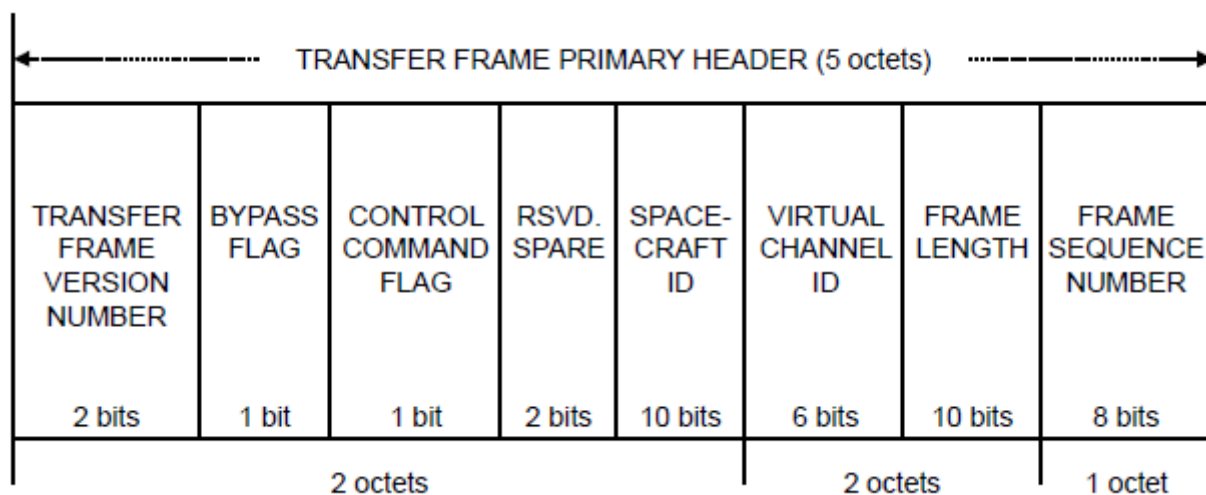 TRANSFER FRAME PRIMARY HEADER (5 octets)
TRANSFER
FRAME
VERSION
NUMBER
2 bits
BYPASS
FLAG
1 bit
CONTROL
COMMAND
FLAG
1 bit
RSVD.
SPARE
2 bits
SPACE-
CRAFT
ID
10 bits
VIRTUAL
CHANNEL
ID
6 bits
FRAME
LENGTH
10 bits
FRAME
SEQUENCE
NUMBER
8 bits
2 octets
2 octets
1 octet